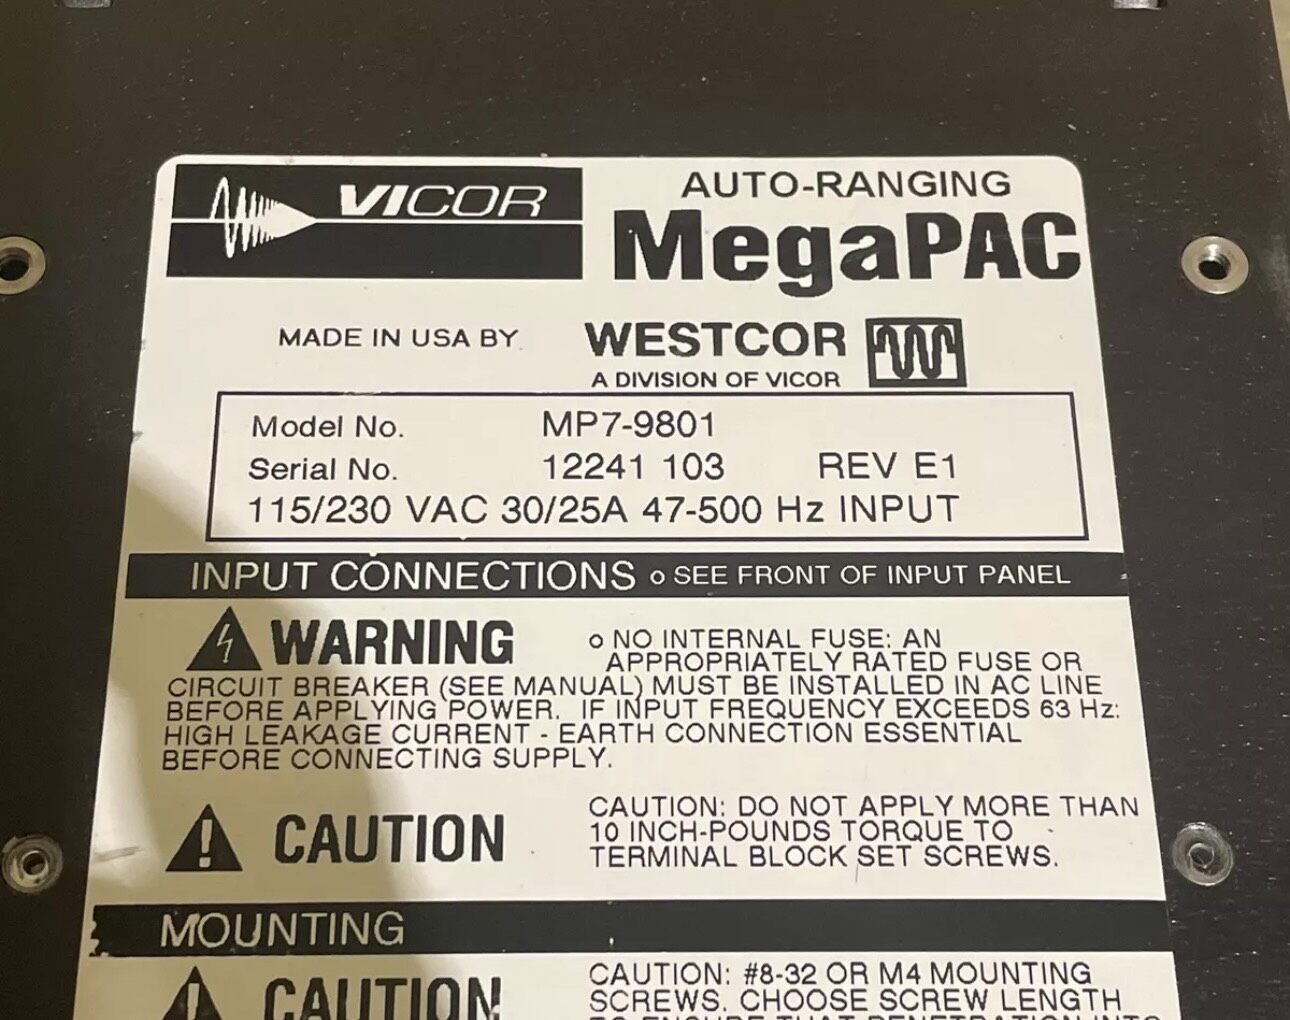 VICOR
AUTO-RANGING
MegaPAC
MADE IN USA BY
WESTCOR
A DIVISION OF VICOR
Model No. MP7-9801
Serial No. 12241 103 REV E1
115/230 VAC 30/25A 47-500 Hz INPUT
INPUT CONNECTIONS o SEE FRONT OF INPUT PANEL
WARNING o NO INTERNAL FUSE: AN
APPROPRIATELY RATED FUSE OR
CIRCUIT BREAKER (SEE MANUAL) MUST BE INSTALLED IN AC LINE
BEFORE APPLYING POWER. IF INPUT FREQUENCY EXCEEDS 63 Hz:
HIGH LEAKAGE CURRENT - EARTH CONNECTION ESSENTIAL
BEFORE CONNECTING SUPPLY.
CAUTION
CAUTION: DO NOT APPLY MORE THAN
10 INCH-POUNDS TORQUE TO
TERMINAL BLOCK SET SCREWS.
MOUNTING
CAUTION
CAUTION: #8-32 OR M4 MOUNTING
SCREWS. CHOOSE SCREW LENGTH
TO ENSURE THAT PENETRATION INTO